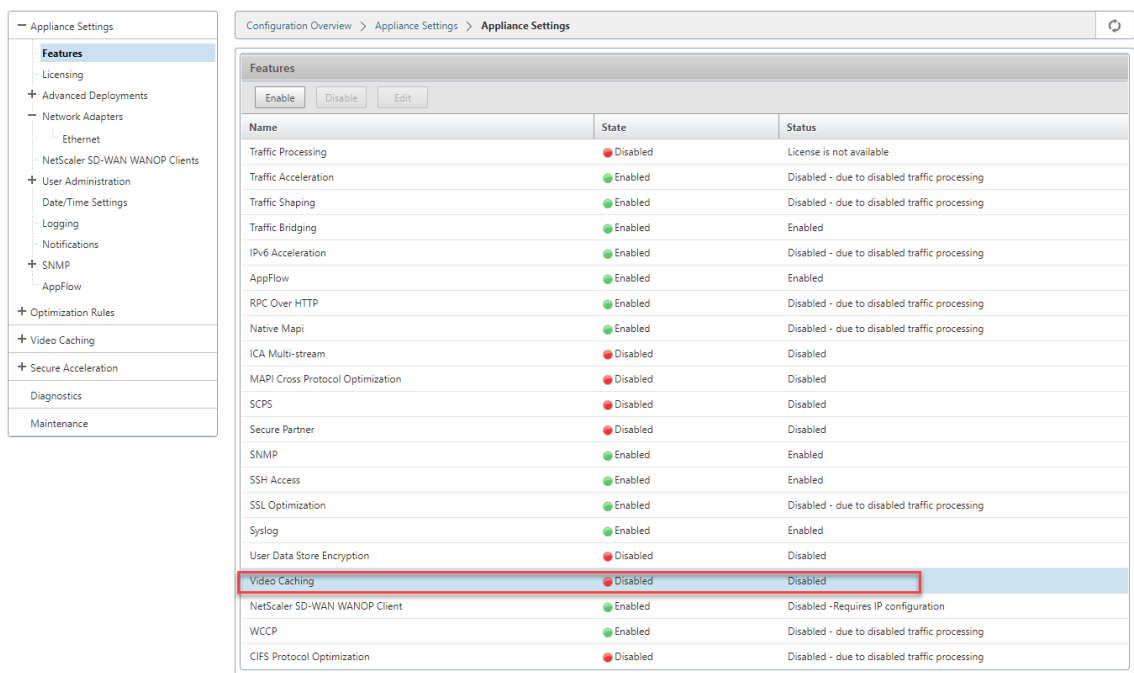 Appliance Settings
Features
Licensing
Advanced Deployments
Network Adapters
Ethernet
NetScaler SD-WAN WANOP Clients
User Administration
Date/Time Settings
Logging
Notifications
SNMP
AppFlow
Optimization Rules
Video Caching
Secure Acceleration
Diagnostics
Maintenance
Configuration Overview > Appliance Settings > Appliance Settings
Features
Enable Disable Edit
Name State Status
Traffic Processing Disabled License is not available
Traffic Acceleration Enabled Disabled - due to disabled traffic processing
Traffic Shaping Enabled Disabled - due to disabled traffic processing
Traffic Bridging Enabled Enabled
IPv6 Acceleration Enabled Disabled - due to disabled traffic processing
AppFlow Enabled Enabled
RPC Over HTTP Enabled Disabled - due to disabled traffic processing
Native Mapi Enabled Disabled - due to disabled traffic processing
ICA Multi-stream Disabled Disabled
MAPI Cross Protocol Optimization Disabled Disabled
SCPS Disabled Disabled
Secure Partner Disabled Disabled
SNMP Enabled Enabled
SSH Access Enabled Enabled
SSL Optimization Enabled Disabled - due to disabled traffic processing
Syslog Enabled Enabled
User Data Store Encryption Disabled Disabled
Video Caching Disabled Disabled
NetScaler SD-WAN WANOP Client Enabled Disabled -Requires IP configuration
WCCP Enabled Disabled - due to disabled traffic processing
CIFS Protocol Optimization Disabled Disabled - due to disabled traffic processing